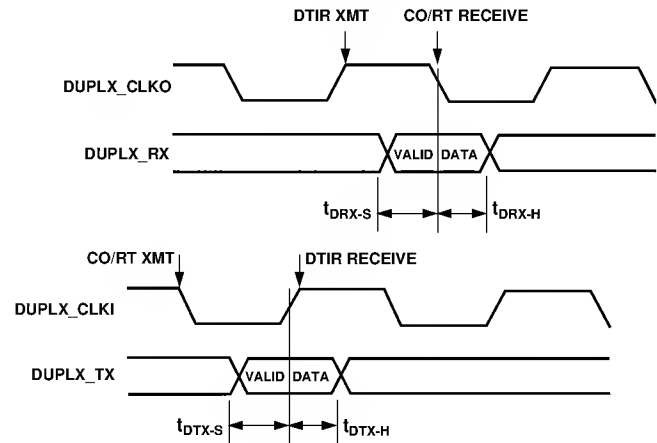 DTIR XMT CO/RT RECEIVE
DUPLX_CLKO
DUPLX_RX VALID DATA
tDRX-S tDRX-H
CO/RT XMT DTIR RECEIVE
DUPLX_CLKI
DUPLX_TX VALID DATA
tDTX-S tDTX-H